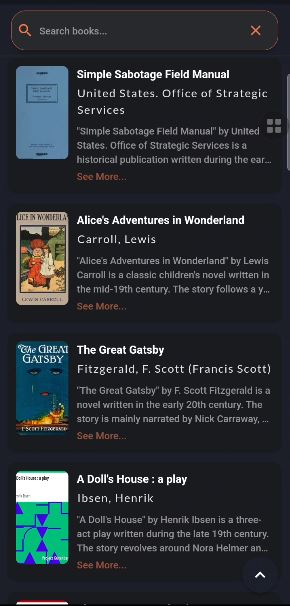 Search books...
Simple Sabotage Field Manual
United States. Office of Strategic
Services
"Simple Sabotage Field Manual" by United
States. Office of Strategic Services is a
historical publication written during the ear...
See More...
ALICE IN WONDERLAND
LEWIS CARROLL
Alice's Adventures in Wonderland
Carroll, Lewis
"Alice's Adventures in Wonderland" by Lewis
Carroll is a classic children's novel written in
the mid-19th century. The story follows a y...
See More...
The GREAT
GATSBY
F. SCOTT FITZGERALD
The Great Gatsby
Fitzgerald, F. Scott (Francis Scott)
"The Great Gatsby" by F. Scott Fitzgerald is a
novel written in the early 20th century. The
story is mainly narrated by Nick Carraway, ...
See More...
A Doll's House : a play
Ibsen, Henrik
"A Doll's House" by Henrik Ibsen is a three-
act play written during the late 19th century.
The story revolves around Nora Helmer an...
See More...